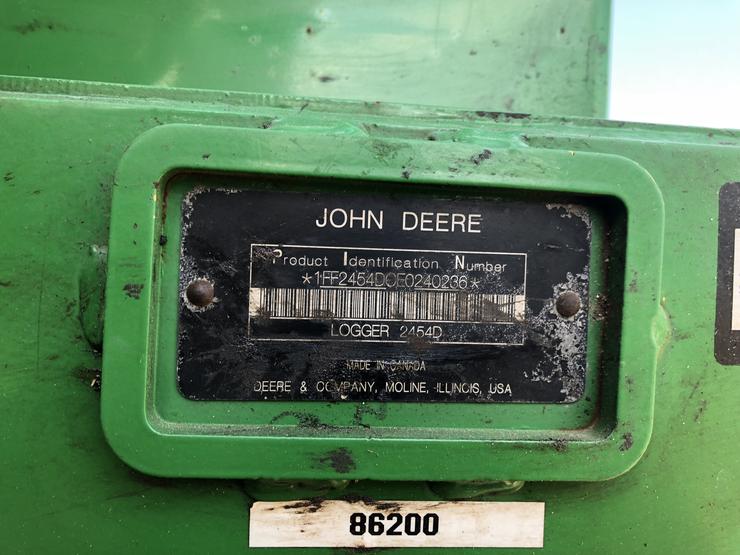 JOHN DEERE
Product Identification Number
*1FF2454DCE0240236*
LOGGER 2454D
MADE IN CANADA
DEERE & COMPANY, MOLINE, ILLINOIS, USA
86200